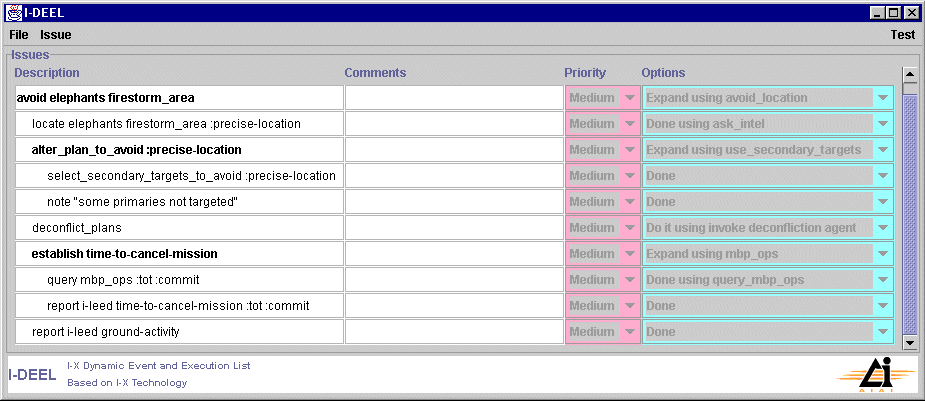 I-DEEL
File Issue Test
Issues
Description Comments Priority Options
avoid elephants firestorm_area Medium Expand using avoid_location
locate elephants firestorm_area :precise-location Medium Done using ask_intel
alter_plan_to_avoid :precise-location Medium Expand using use_secondary_targets
select_secondary_targets_to_avoid :precise-location Medium Done
note "some primaries not targeted" Medium Done
deconflict_plans Medium Do it using invoke deconfliction agent
establish time-to-cancel-mission Medium Expand using mbp_ops
query mbp_ops :tot :commit Medium Done using query_mbp_ops
report i-leed time-to-cancel-mission :tot :commit Medium Done
report i-leed ground-activity Medium Done
I-DEEL I-X Dynamic Event and Execution List
Based on I-X Technology
Ai
A I A I